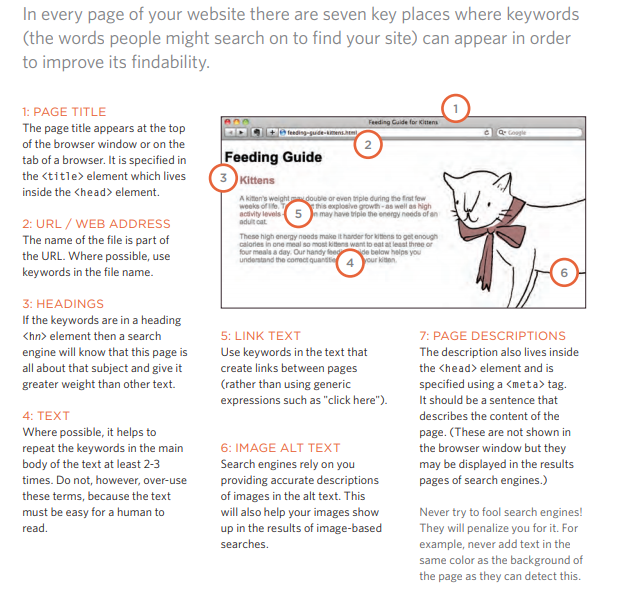 In every page of your website there are seven key places where keywords
(the words people might search on to find your site) can appear in order
to improve its findability.
1: PAGE TITLE
The page title appears at the top
of the browser window or on the
tab of a browser. It is specified in
the <title> element which lives
inside the <head> element.
2: URL / WEB ADDRESS
The name of the file is part of
the URL. Where possible, use
keywords in the file name.
3: HEADINGS
If the keywords are in a heading
<hn> element then a search
engine will know that this page is
all about that subject and give it
greater weight than other text.
4: TEXT
Where possible, it helps to
repeat the keywords in the main
body of the text at least 2-3
times. Do not, however, over-use
these terms, because the text
must be easy for a human to
read.
1
Feeding Guide for Kittens
feeding-guide-kittens.html
Google
2
Feeding Guide
3
Kittens
A kitten's weight may double or even triple during the first few
weeks of life. this explosive growth - as well as high
activity levels - may have triple the energy needs of an
adult cat.
5
These high energy needs make it harder for kittens to get enough
calories in one meal so most kittens want to eat at least three or
four meals a day. Our handy below helps you
understand the correct your kitten.
4
6
5: LINK TEXT
Use keywords in the text that
create links between pages
(rather than using generic
expressions such as "click here").
6: IMAGE ALT TEXT
Search engines rely on you
providing accurate descriptions
of images in the alt text. This
will also help your images show
up in the results of image-based
searches.
7: PAGE DESCRIPTIONS
The description also lives inside
the <head> element and is
specified using a <meta> tag.
It should be a sentence that
describes the content of the
page. (These are not shown in
the browser window but they
may be displayed in the results
pages of search engines.)
Never try to fool search engines!
They will penalize you for it. For
example, never add text in the
same color as the background of
the page as they can detect this.